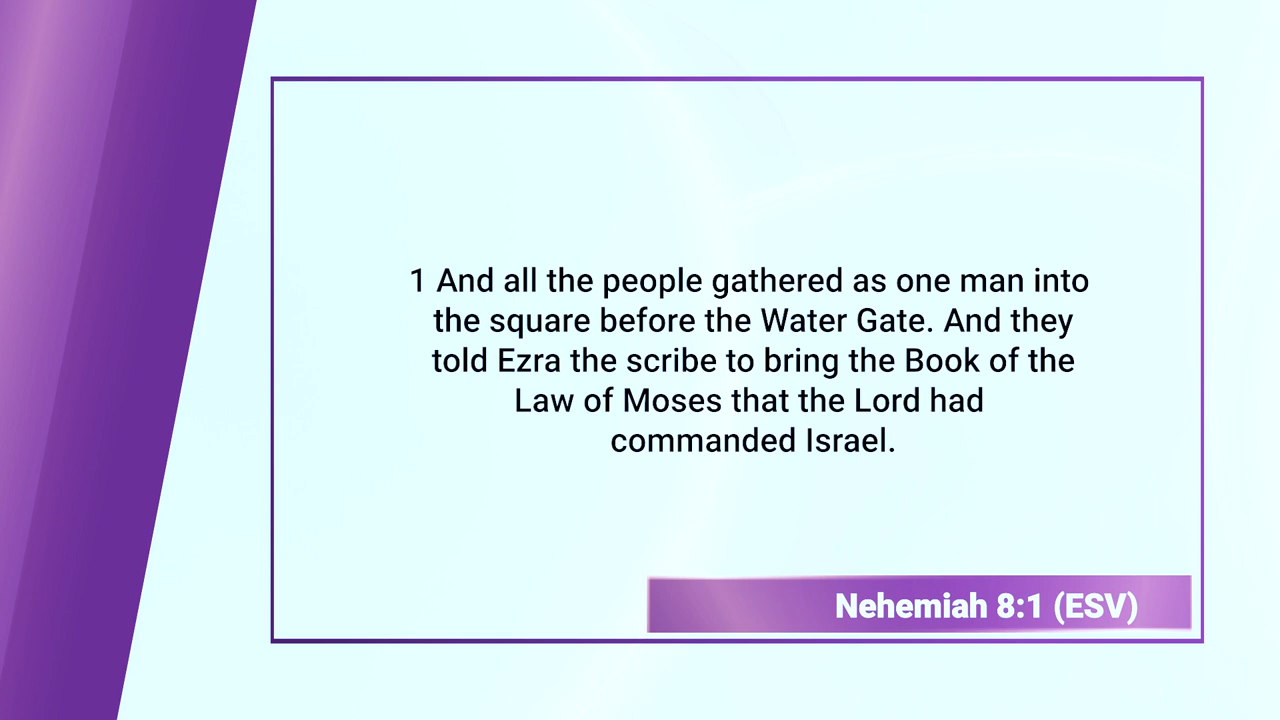 1 And all the people gathered as one man into
the square before the Water Gate. And they
told Ezra the scribe to bring the Book of the
Law of Moses that the Lord had
commanded Israel.
Nehemiah 8:1 (ESV)